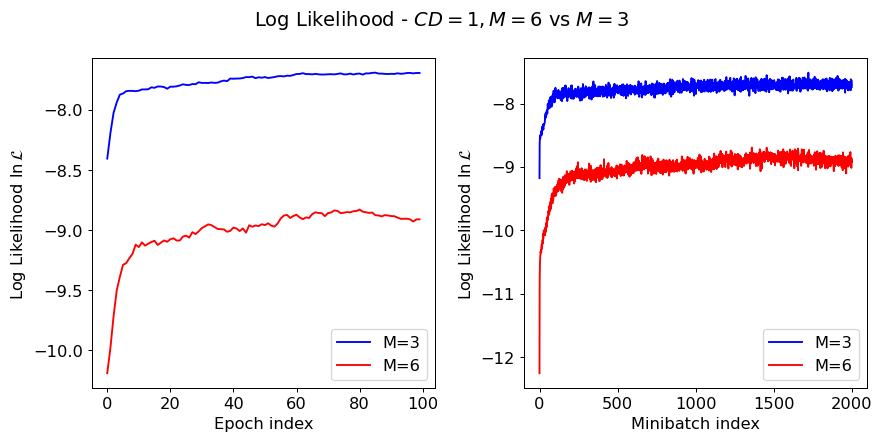 Log Likelihood - CD = 1, M = 6 vs M = 3
Log Likelihood ln ℒ
−8.0
−8.5
−9.0
−9.5
−10.0
0 20 40 60 80 100
Epoch index
M=3
M=6
Log Likelihood ln ℒ
−8
−9
−10
−11
−12
0 500 1000 1500 2000
Minibatch index
M=3
M=6